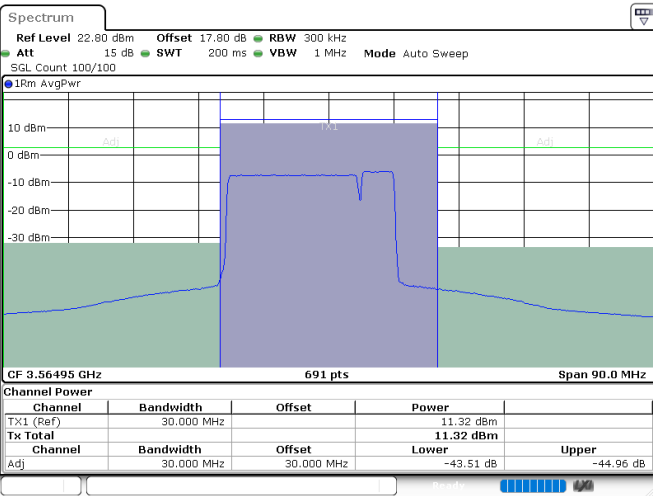 Spectrum
Ref Level 22.80 dBm Offset 17.80 dB RBW 300 kHz
Att 15 dB SWT 200 ms VBW 1 MHz Mode Auto Sweep
SGL Count 100/100
1Rm AvgPwr
TX1
10 dBm
Adj Adj
0 dBm
-10 dBm
-20 dBm
-30 dBm
CF 3.56495 GHz 691 pts Span 90.0 MHz
Channel Power
Channel Bandwidth Offset Power
TX1 (Ref) 30.000 MHz 11.32 dBm
Tx Total 11.32 dBm
Channel Bandwidth Offset Lower Upper
Adj 30.000 MHz 30.000 MHz -43.51 dB -44.96 dB
Ready